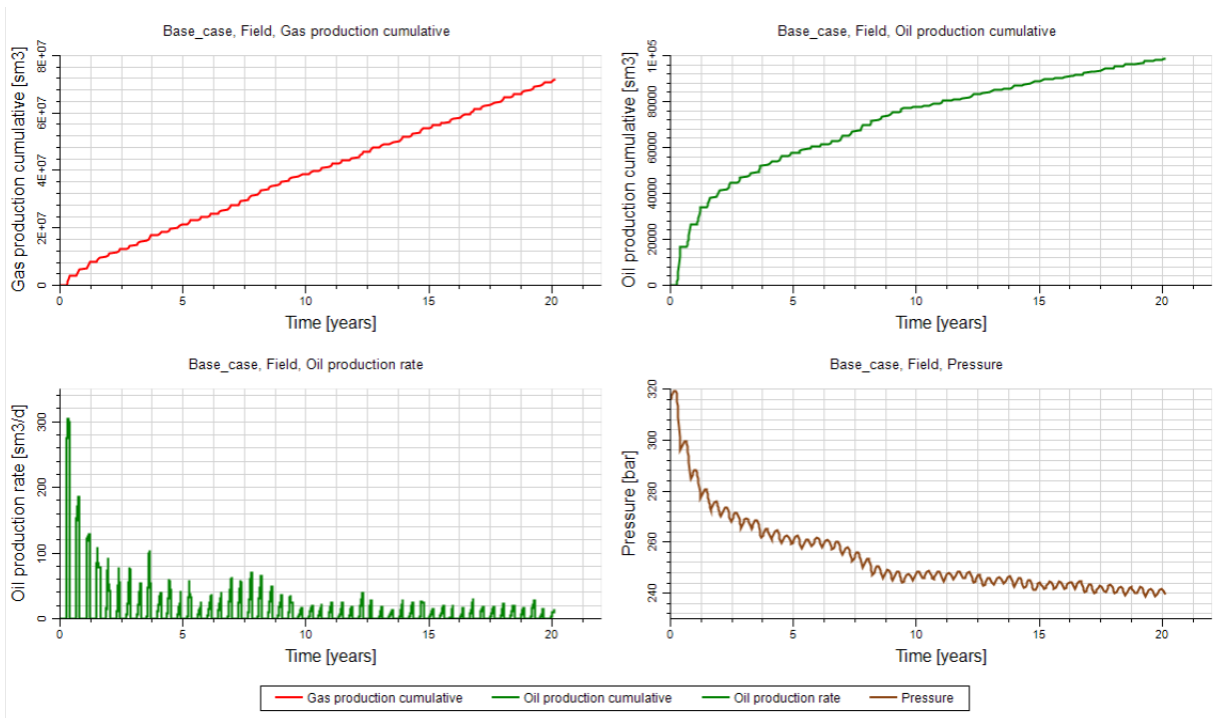 Base_case, Field, Gas production cumulative
Gas production cumulative [sm3]
8E+07
6E+07
4E+07
2E+07
0
0 5 10 15 20
Time [years]
Base_case, Field, Oil production cumulative
Oil production cumulative [sm3]
1E+05
80000
60000
40000
20000
0
0 5 10 15 20
Time [years]
Base_case, Field, Oil production rate
Oil production rate [sm3/d]
300
200
100
0
0 5 10 15 20
Time [years]
Base_case, Field, Pressure
Pressure [bar]
320
300
280
260
240
0 5 10 15 20
Time [years]
Gas production cumulative Oil production cumulative Oil production rate Pressure